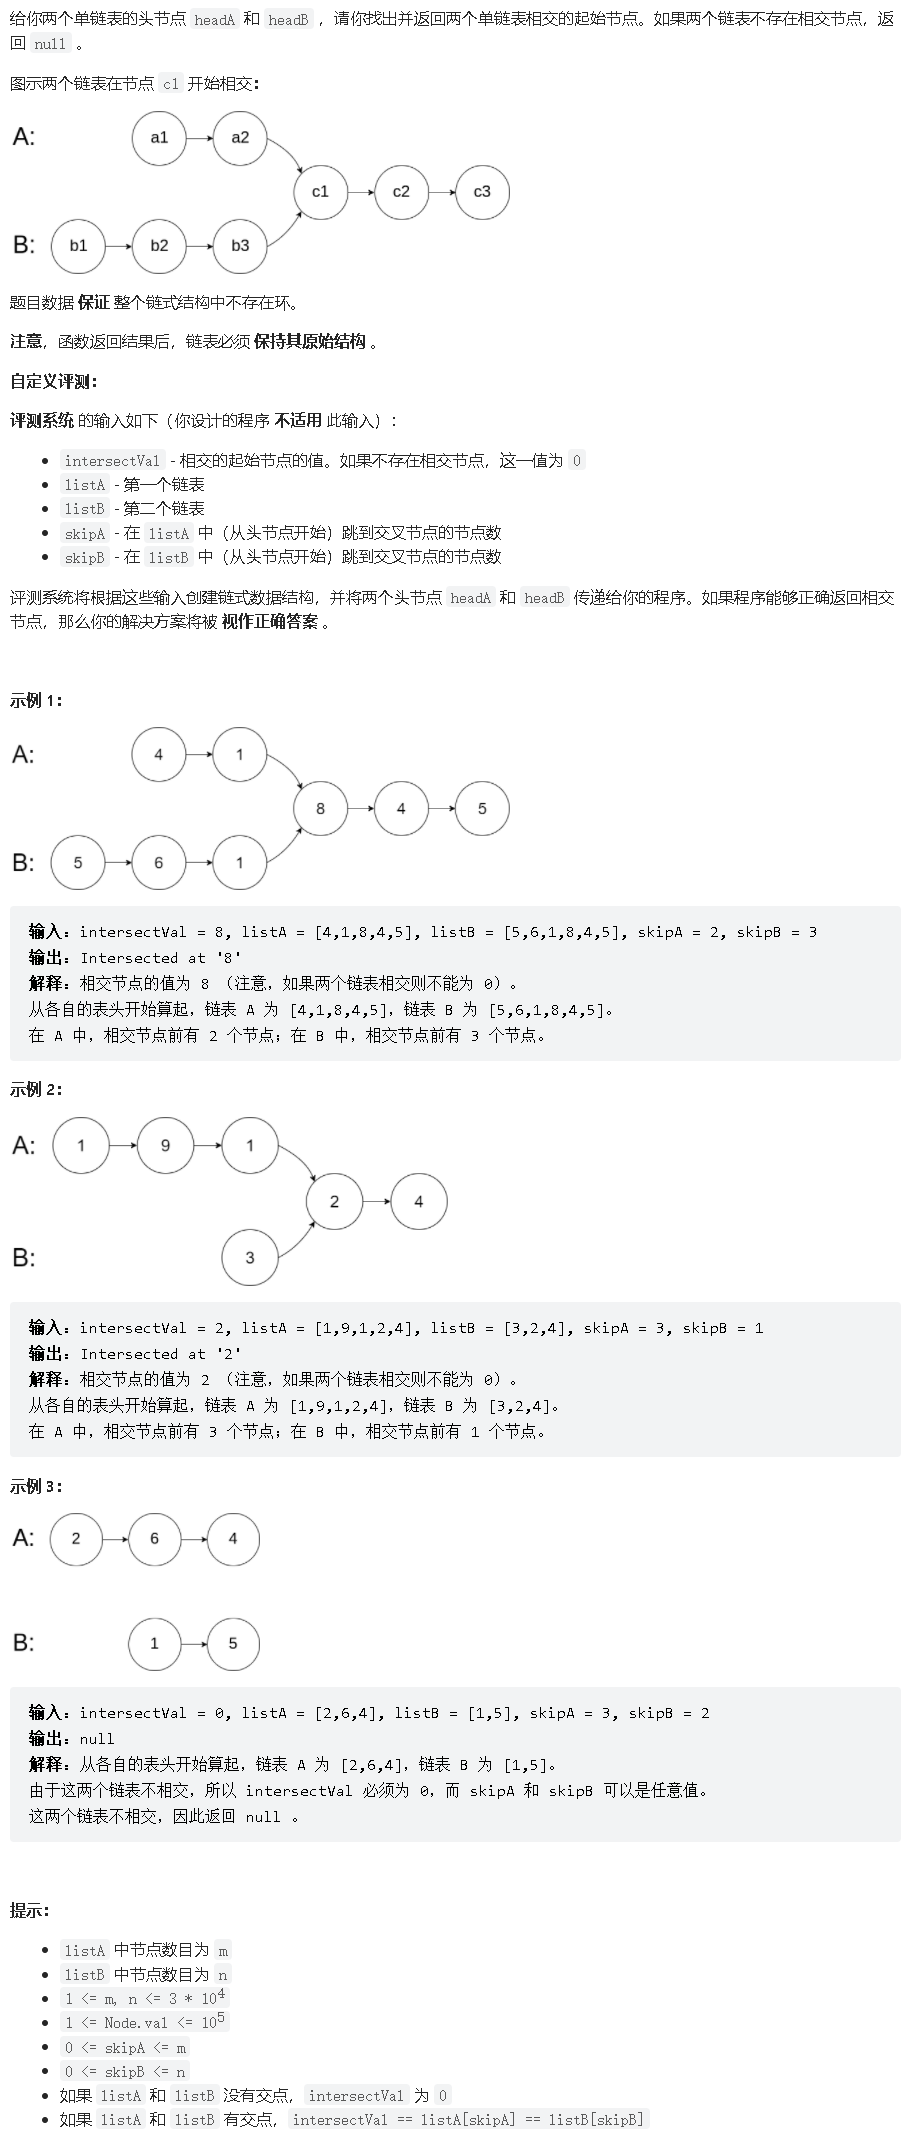 给你两个单链表的头节点 headA 和 headB ，请你找出并返回两个单链表相交的起始节点。如果两个链表不存在相交节点，返
回 null 。
图示两个链表在节点 c1 开始相交：
A: a1 a2
c1 c2 c3
B: b1 b2 b3
题目数据 保证 整个链式结构中不存在环。
注意，函数返回结果后，链表必须 保持其原始结构 。
自定义评测：
评测系统 的输入如下（你设计的程序 不适用 此输入）：
• intersectVal - 相交的起始节点的值。如果不存在相交节点，这一值为 0
• listA - 第一个链表
• listB - 第二个链表
• skipA - 在 listA 中（从头节点开始）跳到交叉节点的节点数
• skipB - 在 listB 中（从头节点开始）跳到交叉节点的节点数
评测系统将根据这些输入创建链式数据结构，并将两个头节点 headA 和 headB 传递给你的程序。如果程序能够正确返回相交
节点，那么你的解决方案将被 视作正确答案 。
示例 1：
A: 4 1
8 4 5
B: 5 6 1
输入：intersectVal = 8, listA = [4,1,8,4,5], listB = [5,6,1,8,4,5], skipA = 2, skipB = 3
输出：Intersected at '8'
解释：相交节点的值为 8 （注意，如果两个链表相交则不能为 0）。
从各自的表头开始算起，链表 A 为 [4,1,8,4,5]，链表 B 为 [5,6,1,8,4,5]。
在 A 中，相交节点前有 2 个节点；在 B 中，相交节点前有 3 个节点。
示例 2：
A: 1 9 1
2 4
B: 3
输入：intersectVal = 2, listA = [1,9,1,2,4], listB = [3,2,4], skipA = 3, skipB = 1
输出：Intersected at '2'
解释：相交节点的值为 2 （注意，如果两个链表相交则不能为 0）。
从各自的表头开始算起，链表 A 为 [1,9,1,2,4]，链表 B 为 [3,2,4]。
在 A 中，相交节点前有 3 个节点；在 B 中，相交节点前有 1 个节点。
示例 3：
A: 2 6 4
B: 1 5
输入：intersectVal = 0, listA = [2,6,4], listB = [1,5], skipA = 3, skipB = 2
输出：null
解释：从各自的表头开始算起，链表 A 为 [2,6,4]，链表 B 为 [1,5]。
由于这两个链表不相交，所以 intersectVal 必须为 0，而 skipA 和 skipB 可以是任意值。
这两个链表不相交，因此返回 null 。
提示：
• listA 中节点数目为 m
• listB 中节点数目为 n
• 1 <= m, n <= 3 * 10⁴
• 1 <= Node.val <= 10⁵
• 0 <= skipA <= m
• 0 <= skipB <= n
• 如果 listA 和 listB 没有交点，intersectVal 为 0
• 如果 listA 和 listB 有交点，intersectVal == listA[skipA] == listB[skipB]